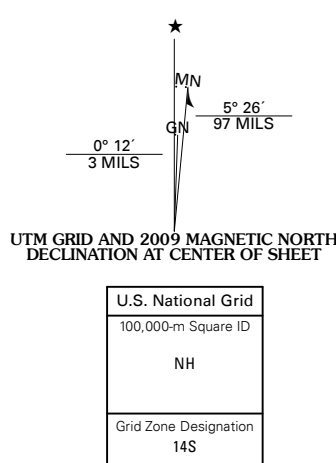 ★
MN
5° 26´
97 MILS
GN
0° 12´
3 MILS
UTM GRID AND 2009 MAGNETIC NORTH
DECLINATION AT CENTER OF SHEET
U.S. National Grid
100,000-m Square ID
NH
Grid Zone Designation
14S